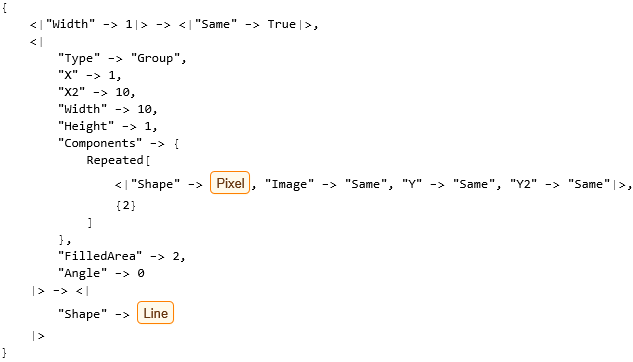 {
<|"Width" -> 1|> -> <|"Same" -> True|>,
<|
"Type" -> "Group",
"X" -> 1,
"X2" -> 10,
"Width" -> 10,
"Height" -> 1,
"Components" -> {
Repeated[
<|"Shape" -> Pixel, "Image" -> "Same", "Y" -> "Same", "Y2" -> "Same"|>,
{2}
]
},
"FilledArea" -> 2,
"Angle" -> 0
|> -> <|
"Shape" -> Line
|>
}